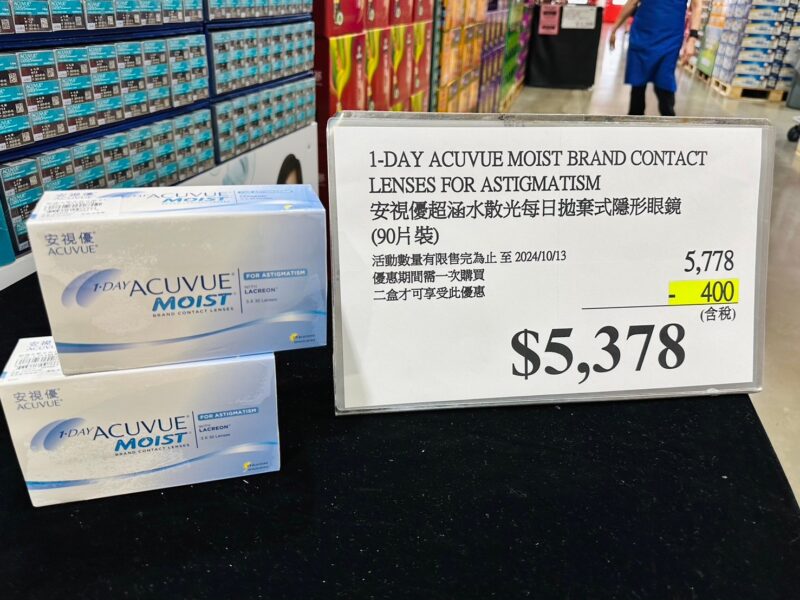 1-DAY ACUVUE MOIST BRAND CONTACT
LENSES FOR ASTIGMATISM
安視優超涵水散光每日拋棄式隱形眼鏡
(90片裝)
活動數量有限售完為止 至 2024/10/13
優惠期間需一次購買
二盒才可享受此優惠
5,778
- 400
(含稅)
$5,378
安視優
ACUVUE
1-DAY ACUVUE
MOIST
BRAND CONTACT LENSES
FOR ASTIGMATISM
WITH
LACREON
安視優
ACUVUE
1-DAY ACUVUE
MOIST
BRAND CONTACT LENSES
FOR ASTIGMATISM
WITH
LACREON